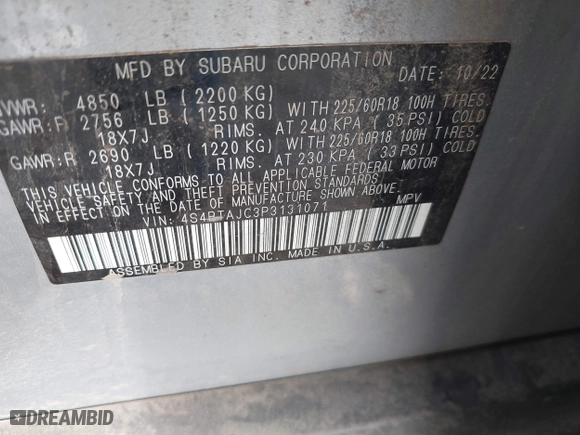 MFD BY SUBARU CORPORATION DATE: 10/22
GVWR: 4850 LB (2200 KG)
GAWR:F 2756 LB (1250 KG) WITH 225/60R18 100H TIRES.
18X7J RIMS. AT 240 KPA (35 PSI) COLD
GAWR:R 2690 LB (1220 KG) WITH 225/60R18 100H TIRES.
18X7J RIMS. AT 230 KPA (33 PSI) COLD
THIS VEHICLE CONFORMS TO ALL APPLICABLE FEDERAL MOTOR
VEHICLE SAFETY AND THEFT PREVENTION STANDARDS IN EFFECT
ON THE DATE OF MANUFACTURE SHOWN ABOVE.
VIN: 4S4BTAJC3P3131071 MPV
ASSEMBLED BY SIA INC. MADE IN U.S.A.
DREAMBID